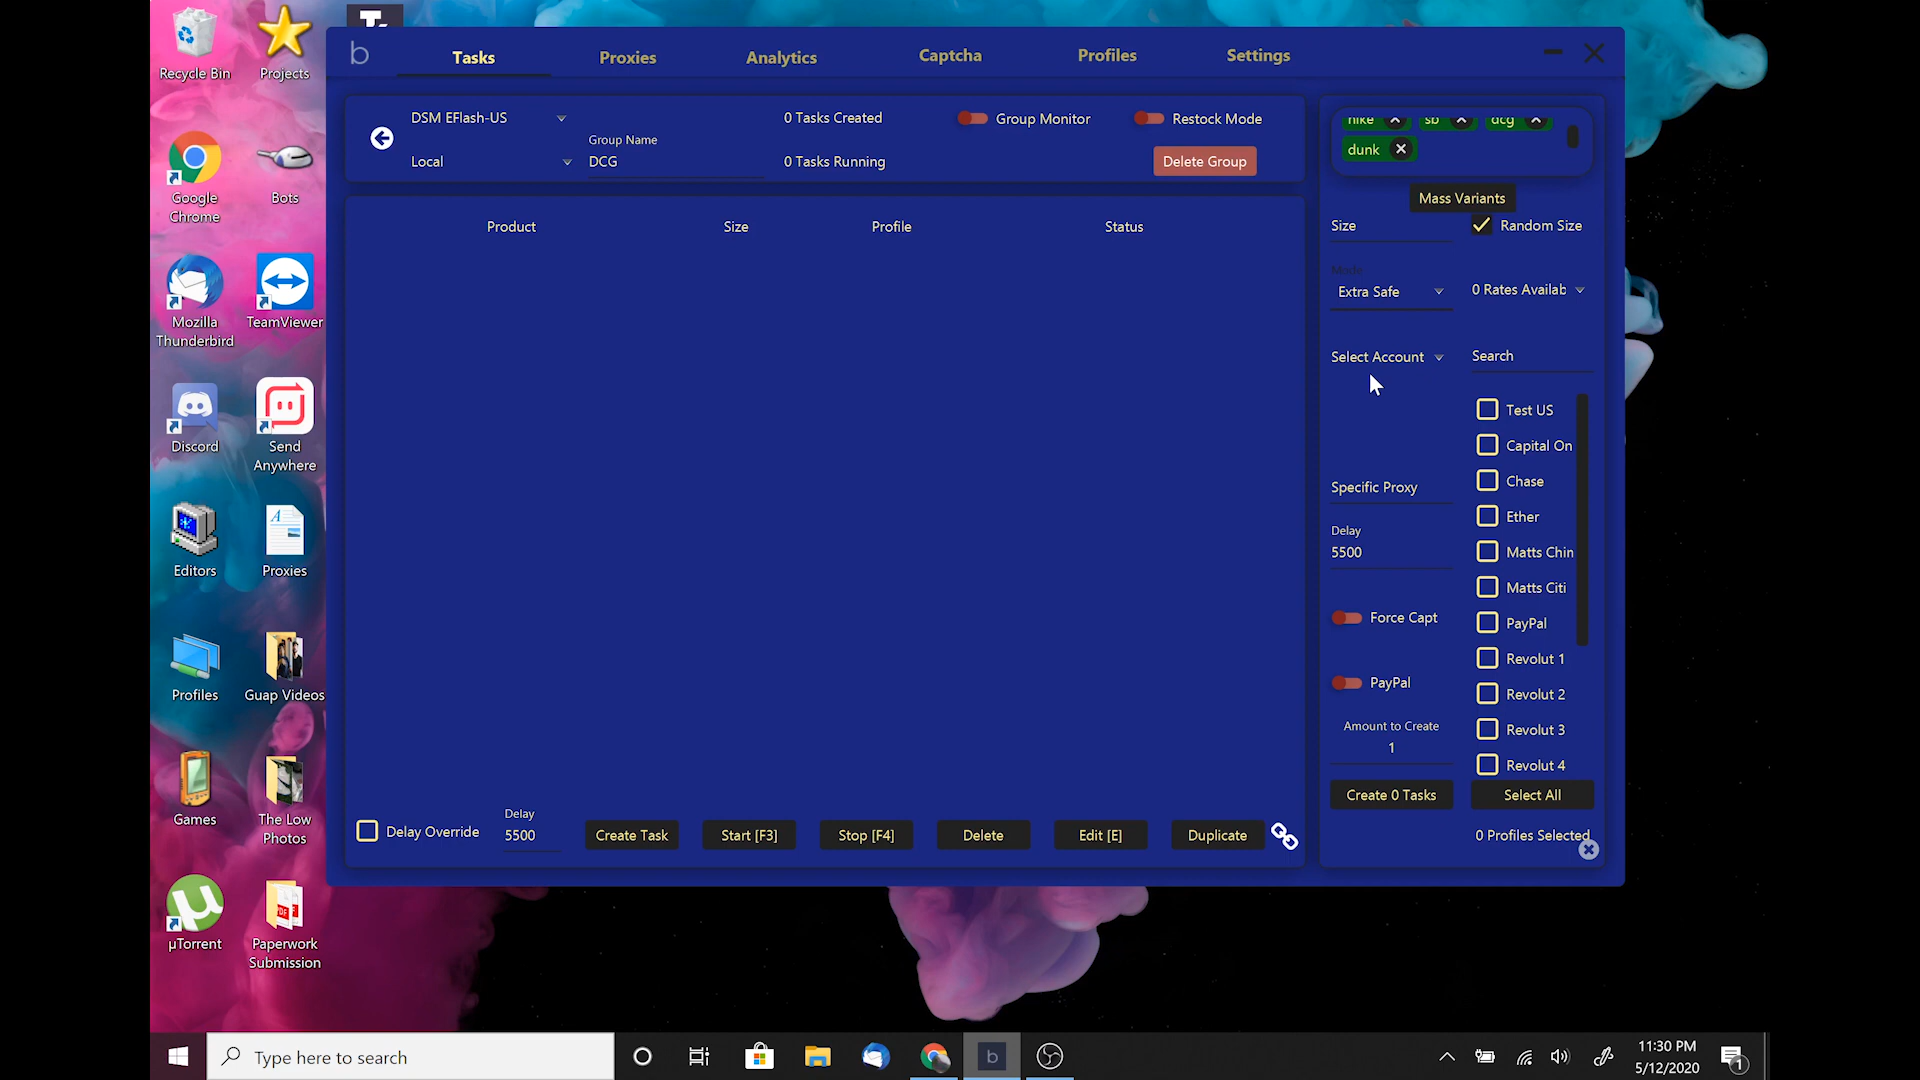 Recycle Bin
Projects
Google Chrome
Bots
Mozilla Thunderbird
TeamViewer
Discord
Send Anywhere
Editors
Proxies
Profiles
Guap Videos
Games
The Low Photos
µTorrent
Paperwork Submission
b
Tasks
Proxies
Analytics
Captcha
Profiles
Settings
DSM EFlash-US
0 Tasks Created
Group Monitor
Restock Mode
Group Name
Local
DCG
0 Tasks Running
Delete Group
Product
Size
Profile
Status
nike
sb
dcg
dunk
Mass Variants
Size
Random Size
Mode
Extra Safe
0 Rates Availab
Select Account
Search
Test US
Capital On
Chase
Specific Proxy
Ether
Delay
5500
Matts Chin
Matts Citi
Force Capt
PayPal
Revolut 1
PayPal
Revolut 2
Amount to Create
1
Revolut 3
Revolut 4
Create 0 Tasks
Select All
0 Profiles Selected
Delay Override
Delay
5500
Create Task
Start [F3]
Stop [F4]
Delete
Edit [E]
Duplicate
Type here to search
b
11:30 PM
5/12/2020
1